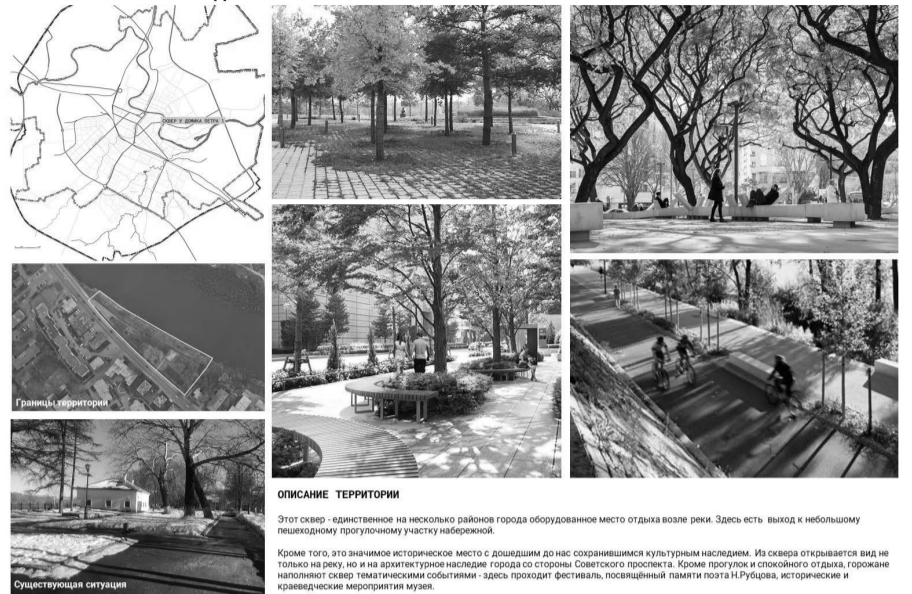 СКВЕР У ДОМИКА ПЕТРА I
Границы территории
Существующая ситуация
ОПИСАНИЕ ТЕРРИТОРИИ
Этот сквер - единственное на несколько районов города оборудованное место отдыха возле реки. Здесь есть выход к небольшому
пешеходному прогулочному участку набережной.
Кроме того, это значимое историческое место с дошедшим до нас сохранившимся культурным наследием. Из сквера открывается вид не
только на реку, но и на архитектурное наследие города со стороны Советского проспекта. Кроме прогулок и спокойного отдыха, горожане
наполняют сквер тематическими событиями - здесь проходит фестиваль, посвящённый памяти поэта Н.Рубцова, исторические и
краеведческие мероприятия музея.